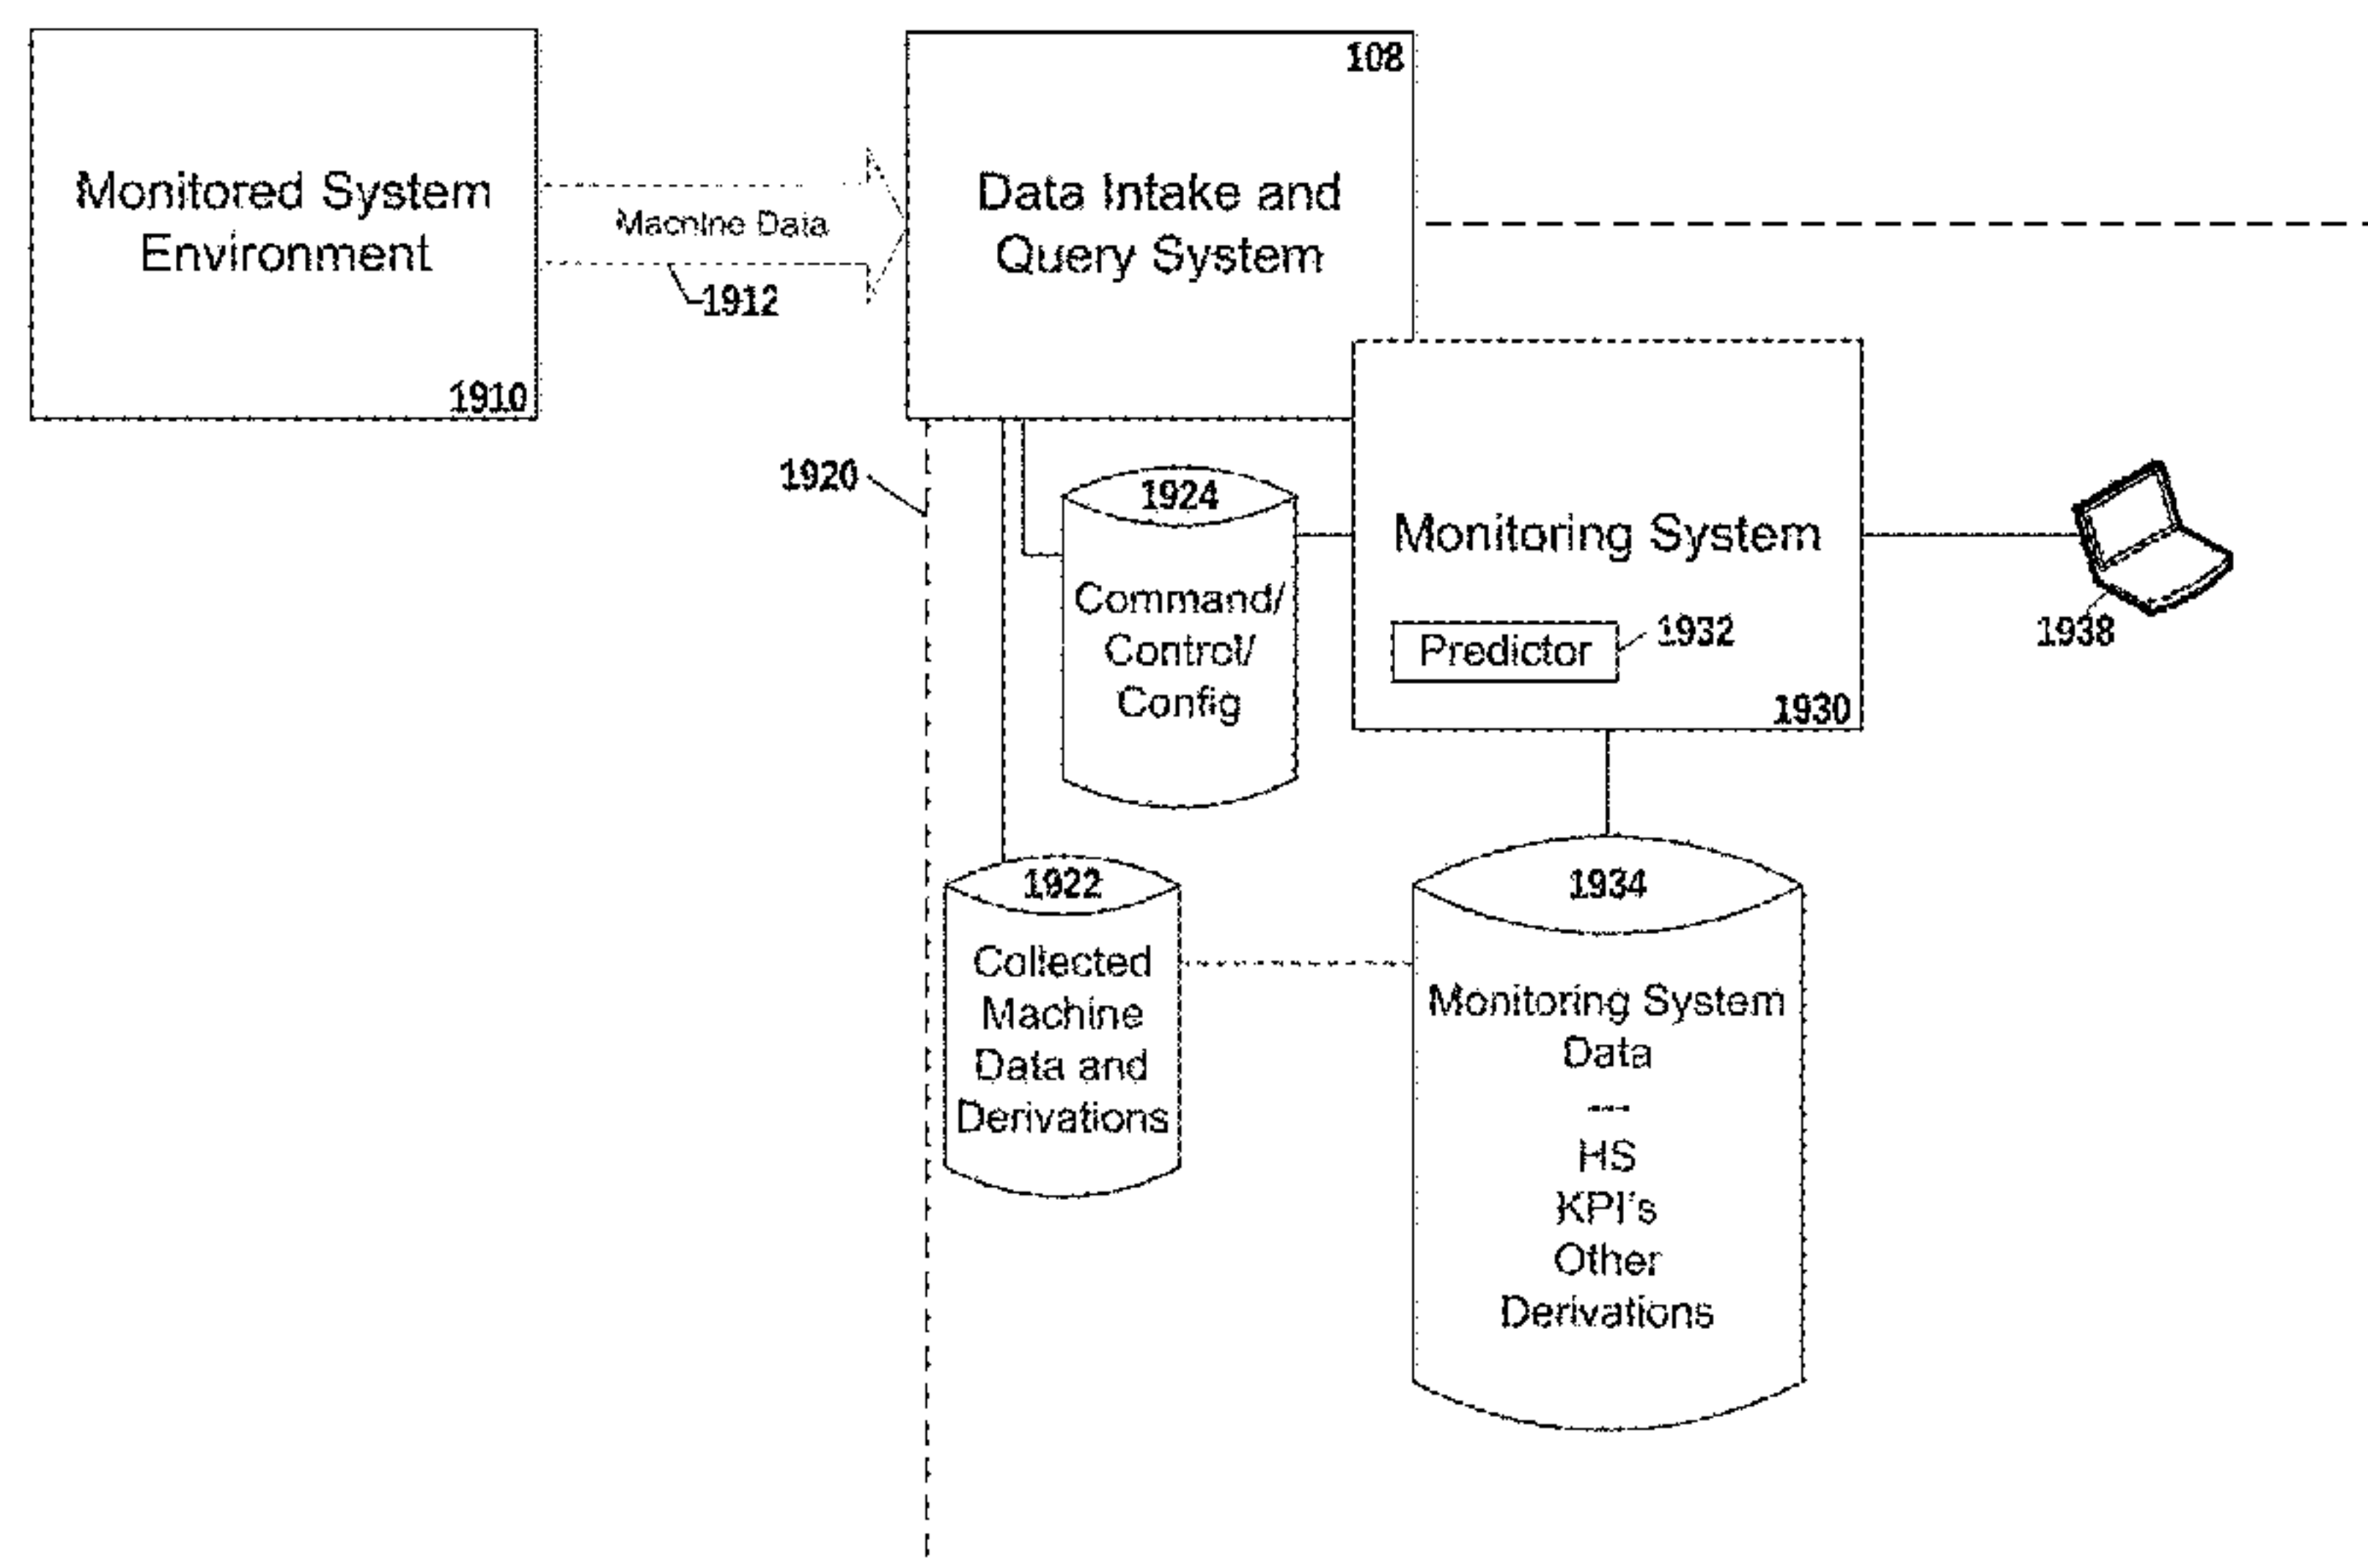 108
Monitored System
Environment
Machine Data
1912
1910
Data Intake and
Query System
1920
1924
Command/
Control/
Config
Monitoring System
Predictor
1932
1930
1938
1922
Collected
Machine
Data and
Derivations
1934
Monitoring System
Data
---
HS
KPI's
Other
Derivations